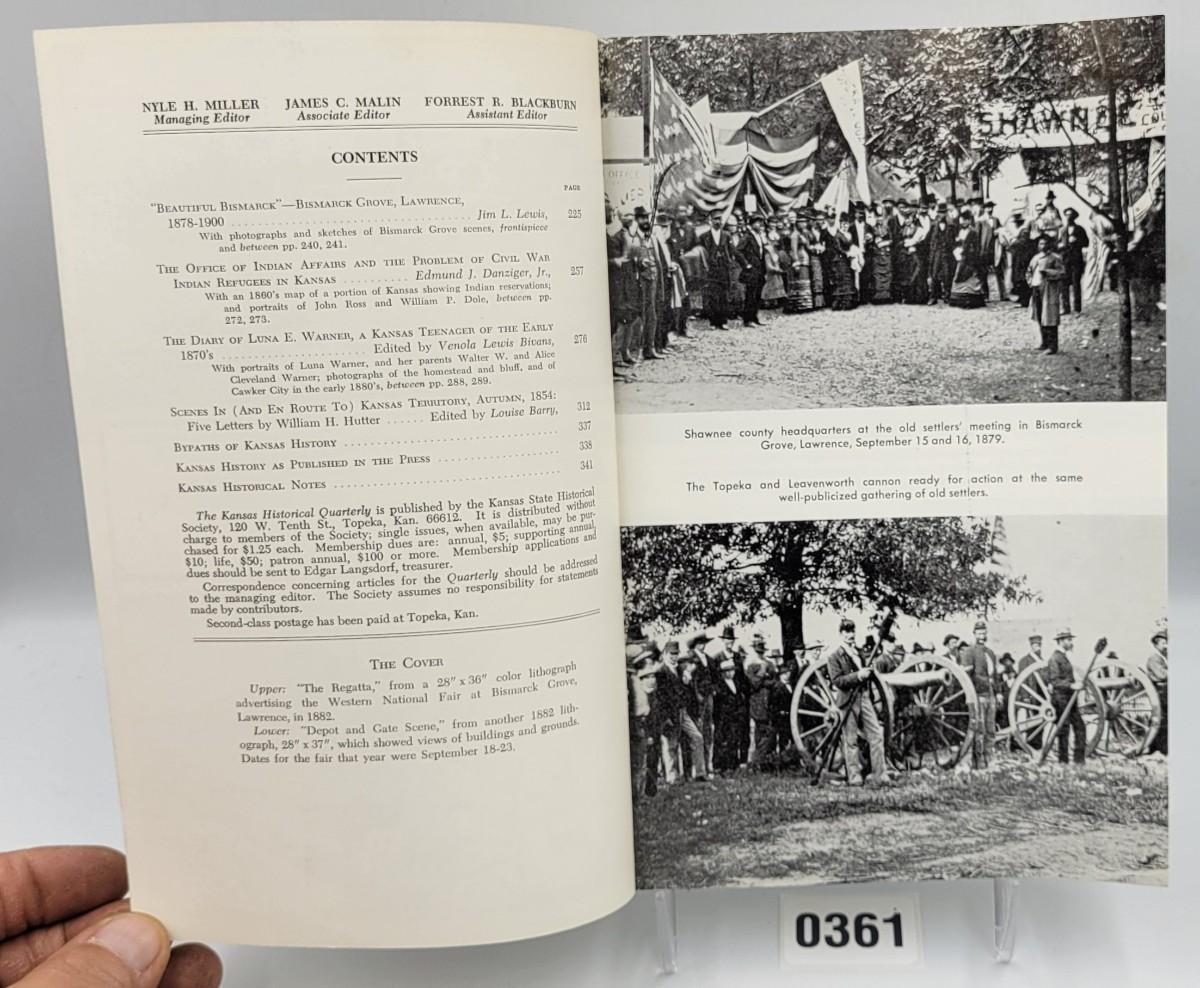 NYLE H. MILLER JAMES C. MALIN FORREST R. BLACKBURN
Managing Editor Associate Editor Assistant Editor
CONTENTS
PAGE
"BEAUTIFUL BISMARCK"—BISMARCK GROVE, LAWRENCE,
1878-1900 . . . . . . . . . . . . . . . . . . . . Jim L. Lewis, 225
With photographs and sketches of Bismarck Grove scenes, frontispiece
and between pp. 240, 241.
THE OFFICE OF INDIAN AFFAIRS AND THE PROBLEM OF CIVIL WAR
INDIAN REFUGEES IN KANSAS . . . . . . . . . . Edmund J. Danziger, Jr., 257
With an 1860's map of a portion of Kansas showing Indian reservations;
and portraits of John Ross and William P. Dole, between pp.
272, 273.
THE DIARY OF LUNA E. WARNER, A KANSAS TEENAGER OF THE EARLY
1870's . . . . . . . . . . . . . . . . . . . . Edited by Venola Lewis Bivans, 276
With portraits of Luna Warner, and her parents Walter W. and Alice
Cleveland Warner; photographs of the homestead and bluff, and of
Cawker City in the early 1880's, between pp. 288, 289.
SCENES IN (AND EN ROUTE TO) KANSAS TERRITORY, AUTUMN, 1854:
Five Letters by William H. Hutter . . . . . . Edited by Louise Barry, 312
BYPATHS OF KANSAS HISTORY . . . . . . . . . . . . . . . . . . . . 337
KANSAS HISTORY AS PUBLISHED IN THE PRESS . . . . . . . . . . . . 338
KANSAS HISTORICAL NOTES . . . . . . . . . . . . . . . . . . . . 341
The Kansas Historical Quarterly is published by the Kansas State Historical
Society, 120 W. Tenth St., Topeka, Kan. 66612. It is distributed without
charge to members of the Society; single issues, when available, may be pur-
chased for $1.25 each. Membership dues are: annual, $5; supporting annual,
$10; life, $50; patron annual, $100 or more. Membership applications and
dues should be sent to Edgar Langsdorf, treasurer.
Correspondence concerning articles for the Quarterly should be addressed
to the managing editor. The Society assumes no responsibility for statements
made by contributors.
Second-class postage has been paid at Topeka, Kan.
THE COVER
Upper: "The Regatta," from a 28" x 36" color lithograph
advertising the Western National Fair at Bismarck Grove,
Lawrence, in 1882.
Lower: "Depot and Gate Scene," from another 1882 lith-
ograph, 28" x 37", which showed views of buildings and grounds.
Dates for the fair that year were September 18-23.
OFFICE
SHAWNEE COU
Shawnee county headquarters at the old settlers' meeting in Bismarck
Grove, Lawrence, September 15 and 16, 1879.
The Topeka and Leavenworth cannon ready for action at the same
well-publicized gathering of old settlers.
0361